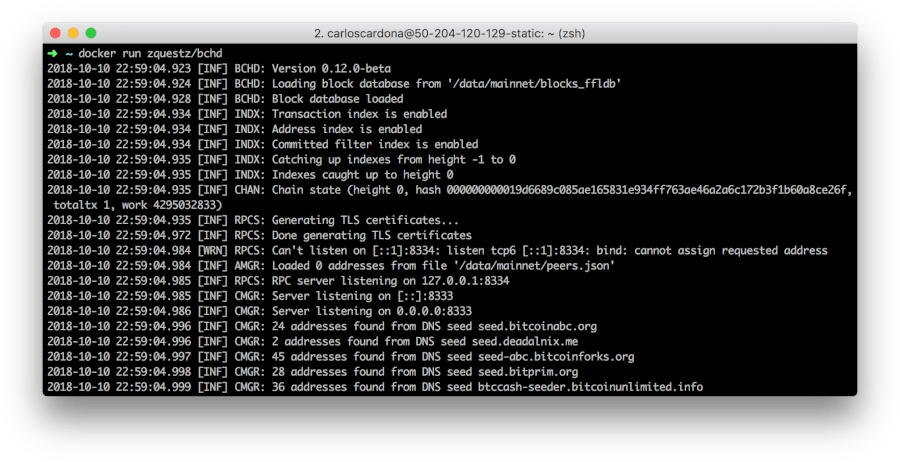 2. carloscardona@50-204-120-129-static: ~ (zsh)
➜ ~ docker run zquestz/bchd
2018-10-10 22:59:04.923 [INF] BCHD: Version 0.12.0-beta
2018-10-10 22:59:04.924 [INF] BCHD: Loading block database from '/data/mainnet/blocks_ffldb'
2018-10-10 22:59:04.928 [INF] BCHD: Block database loaded
2018-10-10 22:59:04.934 [INF] INDX: Transaction index is enabled
2018-10-10 22:59:04.934 [INF] INDX: Address index is enabled
2018-10-10 22:59:04.934 [INF] INDX: Committed filter index is enabled
2018-10-10 22:59:04.935 [INF] INDX: Catching up indexes from height -1 to 0
2018-10-10 22:59:04.935 [INF] INDX: Indexes caught up to height 0
2018-10-10 22:59:04.935 [INF] CHAN: Chain state (height 0, hash 000000000019d6689c085ae165831e934ff763ae46a2a6c172b3f1b60a8ce26f,
totaltx 1, work 4295032833)
2018-10-10 22:59:04.935 [INF] RPCS: Generating TLS certificates...
2018-10-10 22:59:04.972 [INF] RPCS: Done generating TLS certificates
2018-10-10 22:59:04.984 [WRN] RPCS: Can't listen on [::1]:8334: listen tcp6 [::1]:8334: bind: cannot assign requested address
2018-10-10 22:59:04.984 [INF] AMGR: Loaded 0 addresses from file '/data/mainnet/peers.json'
2018-10-10 22:59:04.985 [INF] RPCS: RPC server listening on 127.0.0.1:8334
2018-10-10 22:59:04.985 [INF] CMGR: Server listening on [::]:8333
2018-10-10 22:59:04.986 [INF] CMGR: Server listening on 0.0.0.0:8333
2018-10-10 22:59:04.996 [INF] CMGR: 24 addresses found from DNS seed seed.bitcoinabc.org
2018-10-10 22:59:04.996 [INF] CMGR: 2 addresses found from DNS seed seed.deadalnix.me
2018-10-10 22:59:04.997 [INF] CMGR: 45 addresses found from DNS seed seed-abc.bitcoinforks.org
2018-10-10 22:59:04.998 [INF] CMGR: 28 addresses found from DNS seed seed.bitprim.org
2018-10-10 22:59:04.999 [INF] CMGR: 36 addresses found from DNS seed btccash-seeder.bitcoinunlimited.info